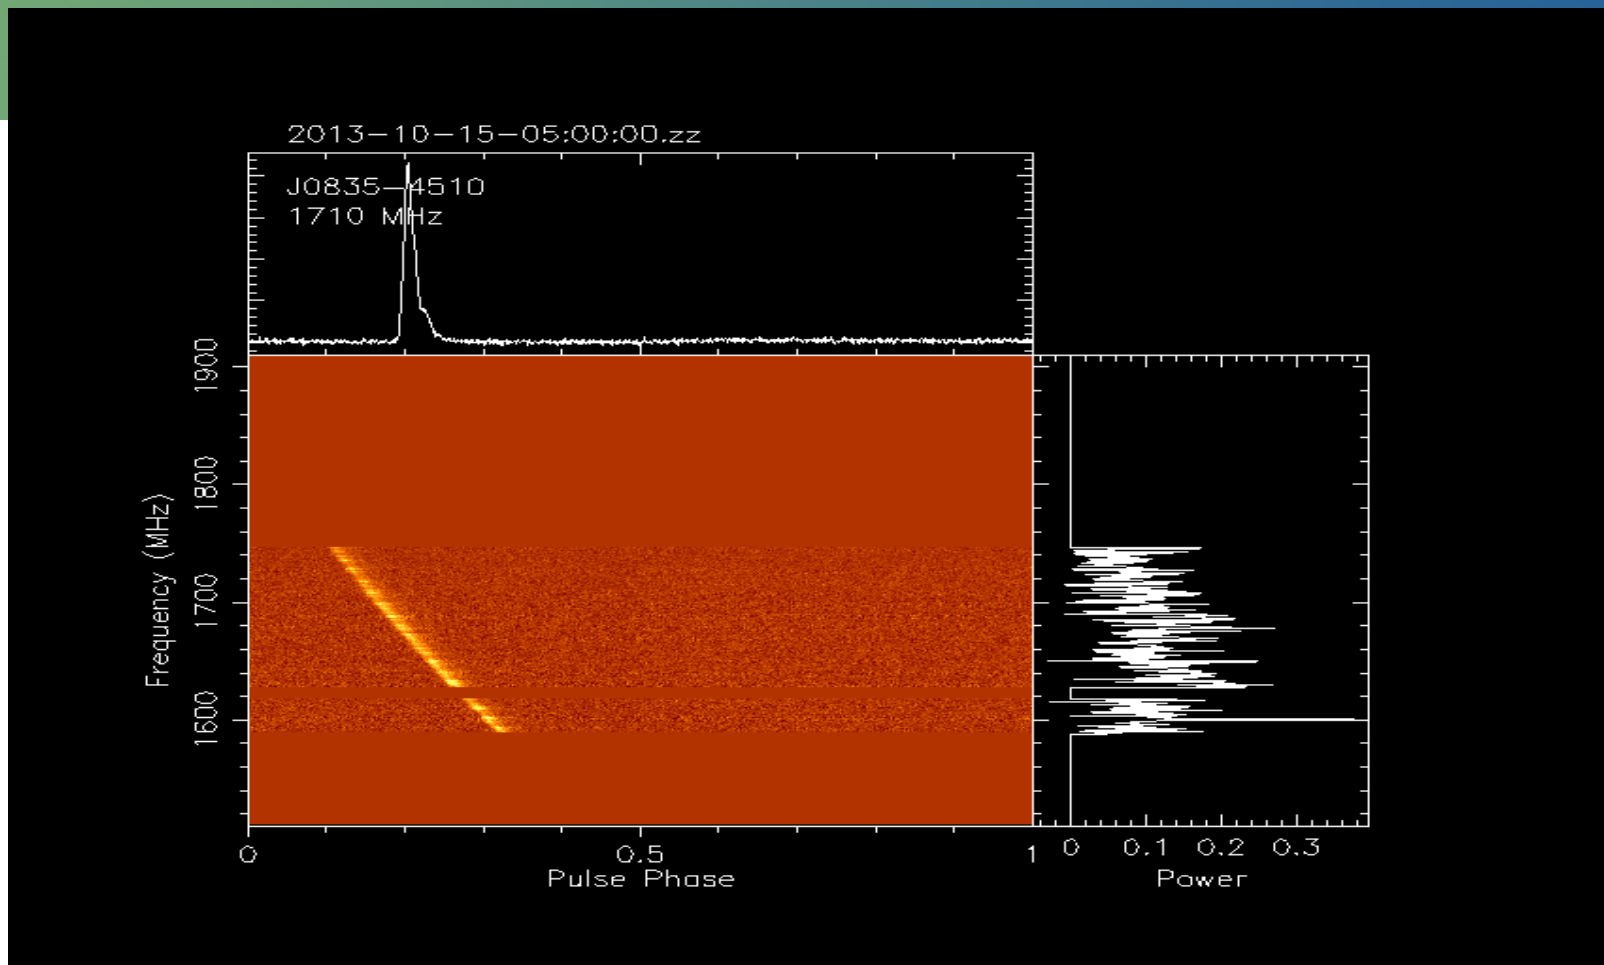 2013-10-15-05:00:00.zz
J0835-4510
1710 MHz
1900
1800
1700
1600
Frequency (MHz)
0 0.5 1
Pulse Phase
0 0.1 0.2 0.3
Power